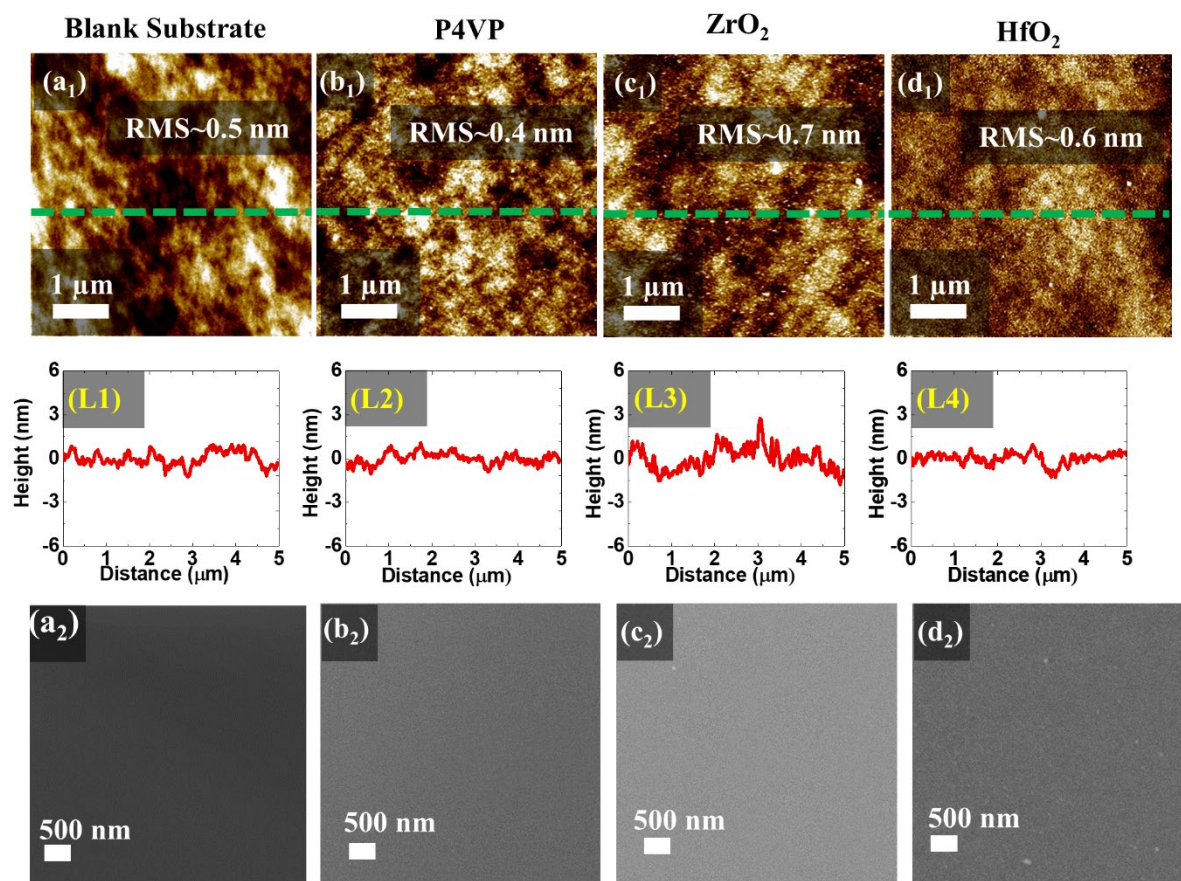 Blank Substrate
P4VP
ZrO₂
HfO₂
(a₁)
RMS~0.5 nm
1 µm
(b₁)
RMS~0.4 nm
1 µm
(c₁)
RMS~0.7 nm
1 µm
(d₁)
RMS~0.6 nm
1 µm
(L1)
Height (nm)
6
3
0
-3
-6
0 1 2 3 4 5
Distance (µm)
(L2)
Height (nm)
6
3
0
-3
-6
0 1 2 3 4 5
Distance (µm)
(L3)
Height (nm)
6
3
0
-3
-6
0 1 2 3 4 5
Distance (µm)
(L4)
Height (nm)
6
3
0
-3
-6
0 1 2 3 4 5
Distance (µm)
(a₂)
500 nm
(b₂)
500 nm
(c₂)
500 nm
(d₂)
500 nm